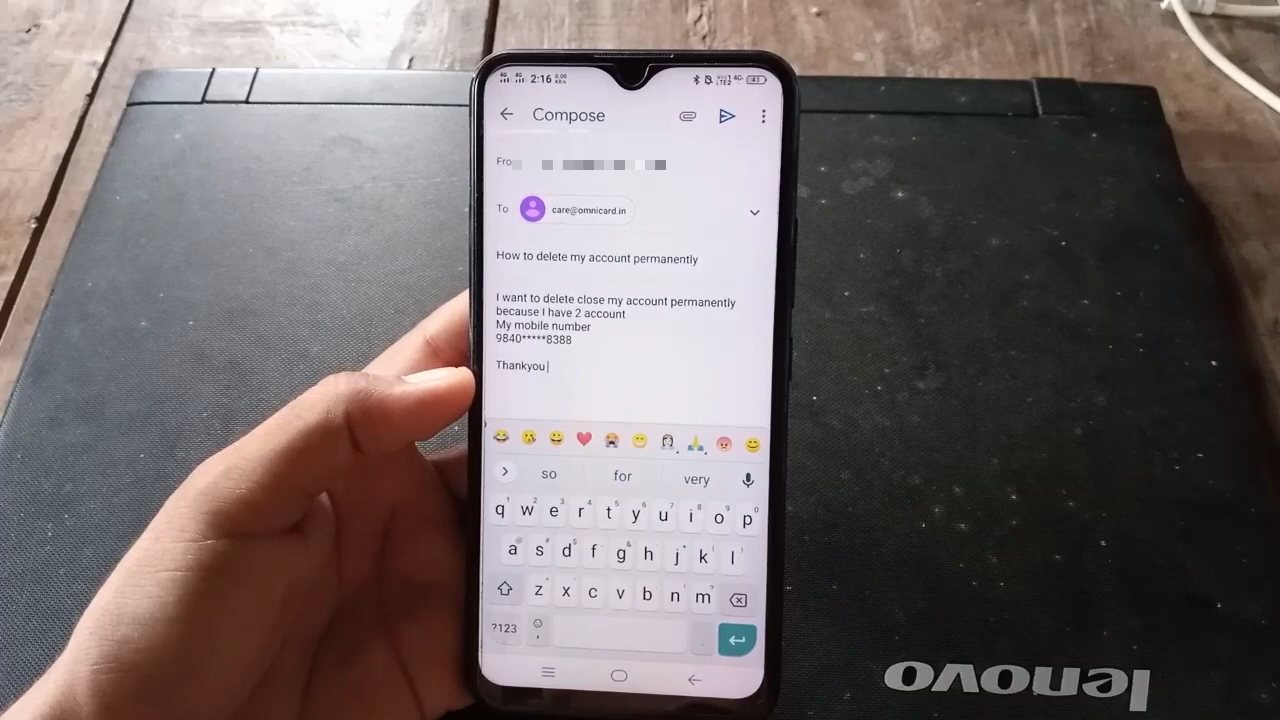 2:16
Compose
Fro
To care@omnicard.in
How to delete my account permanently
I want to delete close my account permanently
because I have 2 account
My mobile number
9840*****8388
Thankyou
so for very
q w e r t y u i o p
a s d f g h j k l
z x c v b n m
?123
lenovo